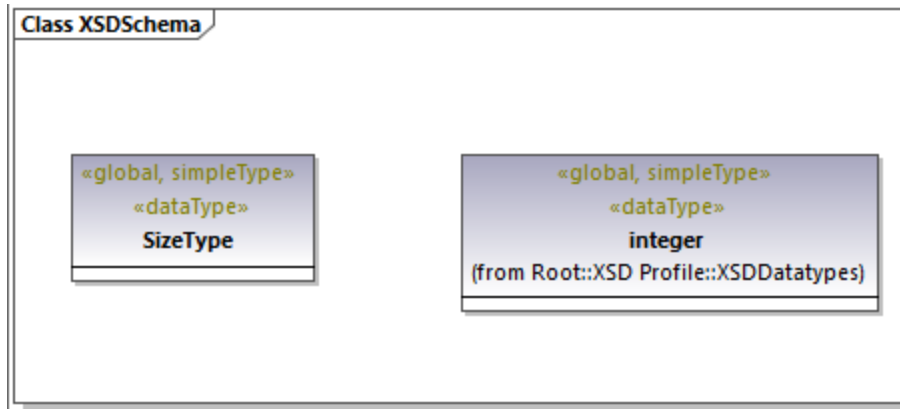 Class XSDSchema
«global, simpleType»
«dataType»
SizeType
«global, simpleType»
«dataType»
integer
(from Root::XSD Profile::XSDDatatypes)